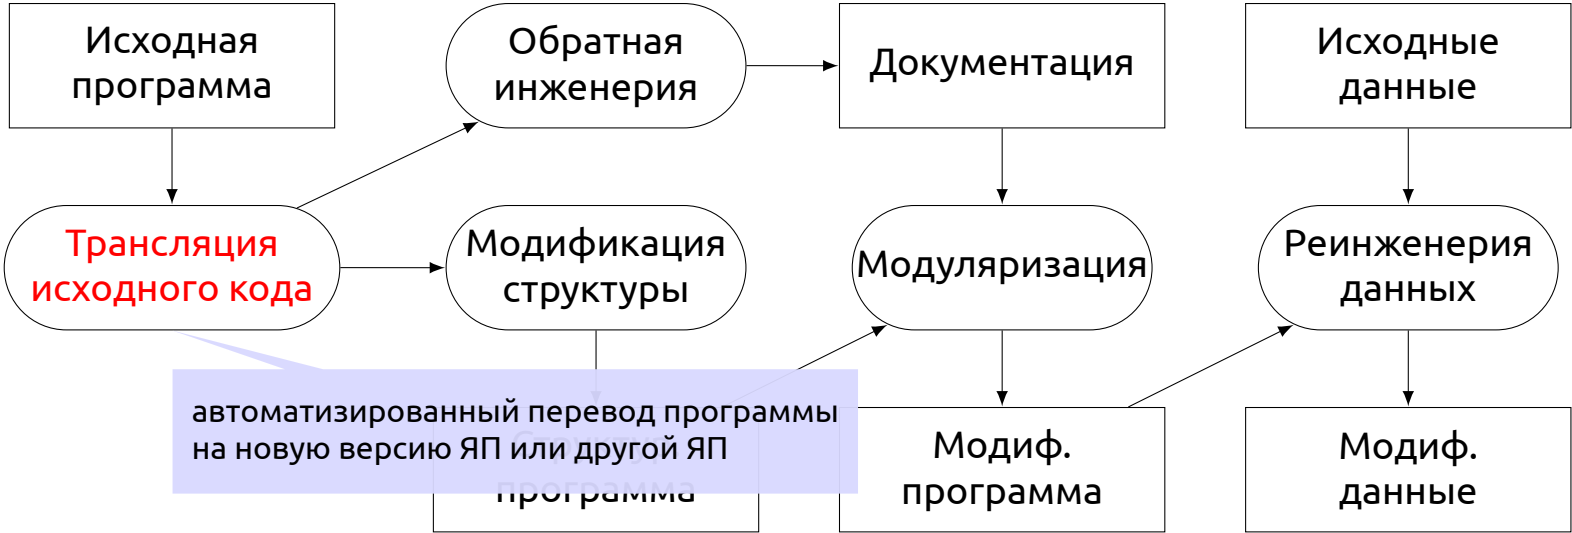 Исходная
программа
Обратная
инженерия
Документация
Исходные
данные
Трансляция
исходного кода
Модификация
структуры
Модуляризация
Реинженерия
данных
автоматизированный перевод программы
на новую версию ЯП или другой ЯП
программа
Модиф.
программа
Модиф.
данные